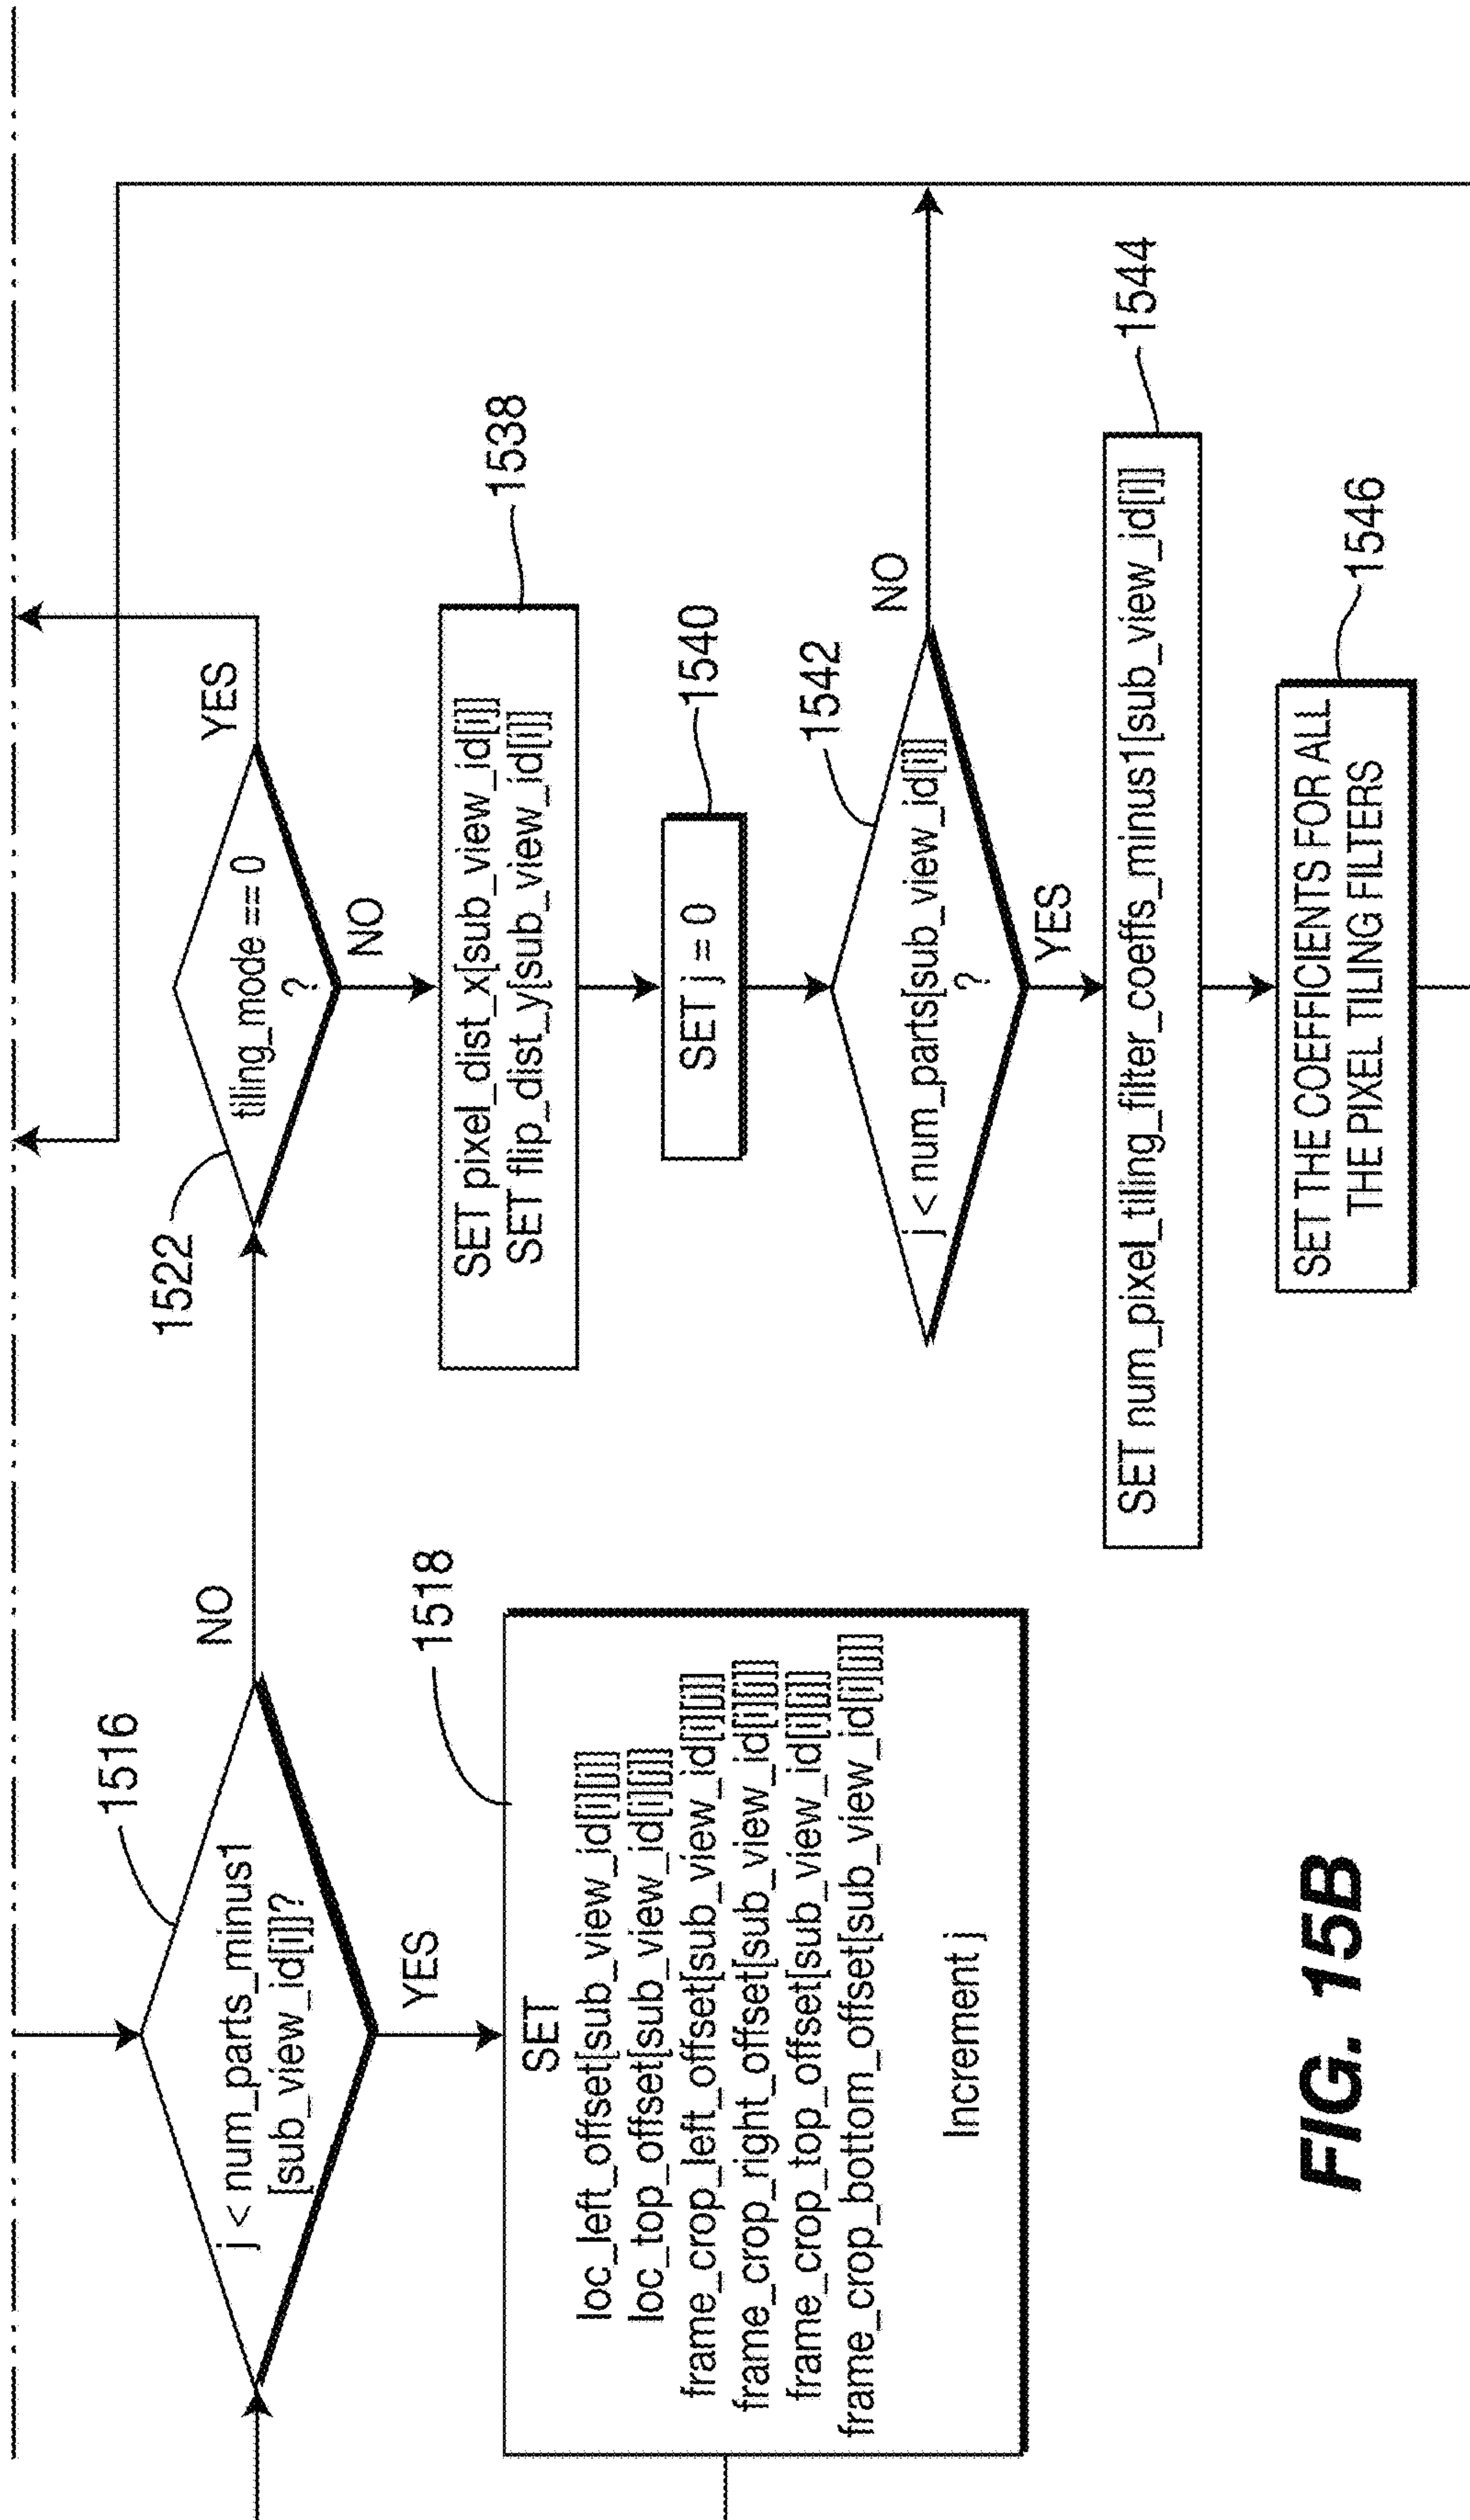 1516
j < num_parts_minus1
[sub_view_id[i]]?
NO
YES
1518
SET
loc_left_offset[sub_view_id[i][j]]
loc_top_offset[sub_view_id[i][j]]
frame_crop_left_offset[sub_view_id[i][j]]
frame_crop_right_offset[sub_view_id[i][j]]
frame_crop_top_offset[sub_view_id[i][j]]
frame_crop_bottom_offset[sub_view_id[i][j]]
Increment j
1522
tilling_mode == 0
?
YES
NO
1538
SET pixel_dist_x[sub_view_id[i]]
SET flip_dist_y[sub_view_id[i]]
1540
SET j = 0
1542
j < num_parts[sub_view_id[i]]
?
NO
YES
1544
SET num_pixel_tilling_filter_coeffs_minus1[sub_view_id[i]]
1546
SET THE COEFFICIENTS FOR ALL
THE PIXEL TILING FILTERS
FIG. 15B